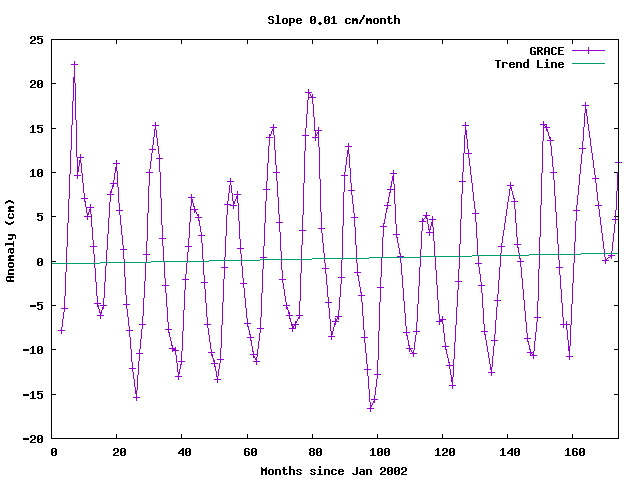 Slope 0.01 cm/month
25
GRACE
Trend Line
20
15
10
5
0
-5
-10
-15
-20
Anomaly (cm)
0 20 40 60 80 100 120 140 160
Months since Jan 2002